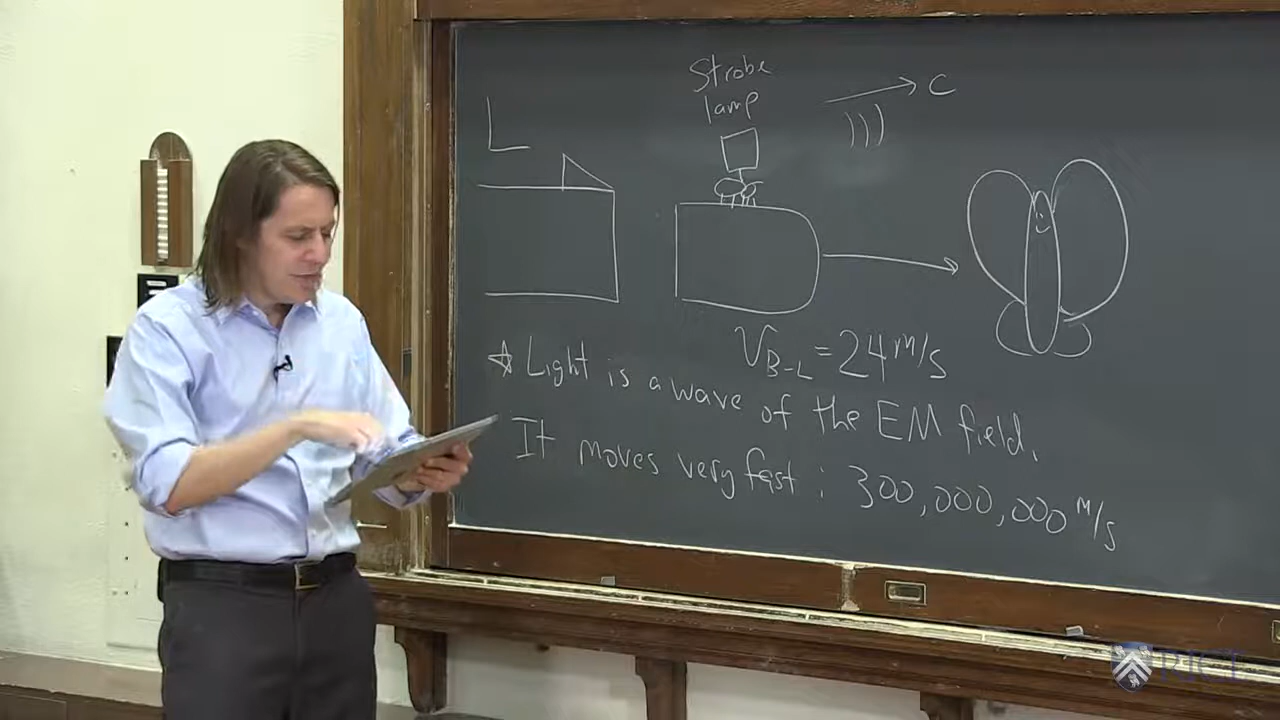 Strobe
lamp
C
L
V_B-L = 24 m/s
☆ Light is a wave of the EM field.
It moves very fast : 300,000,000 m/s
RICE